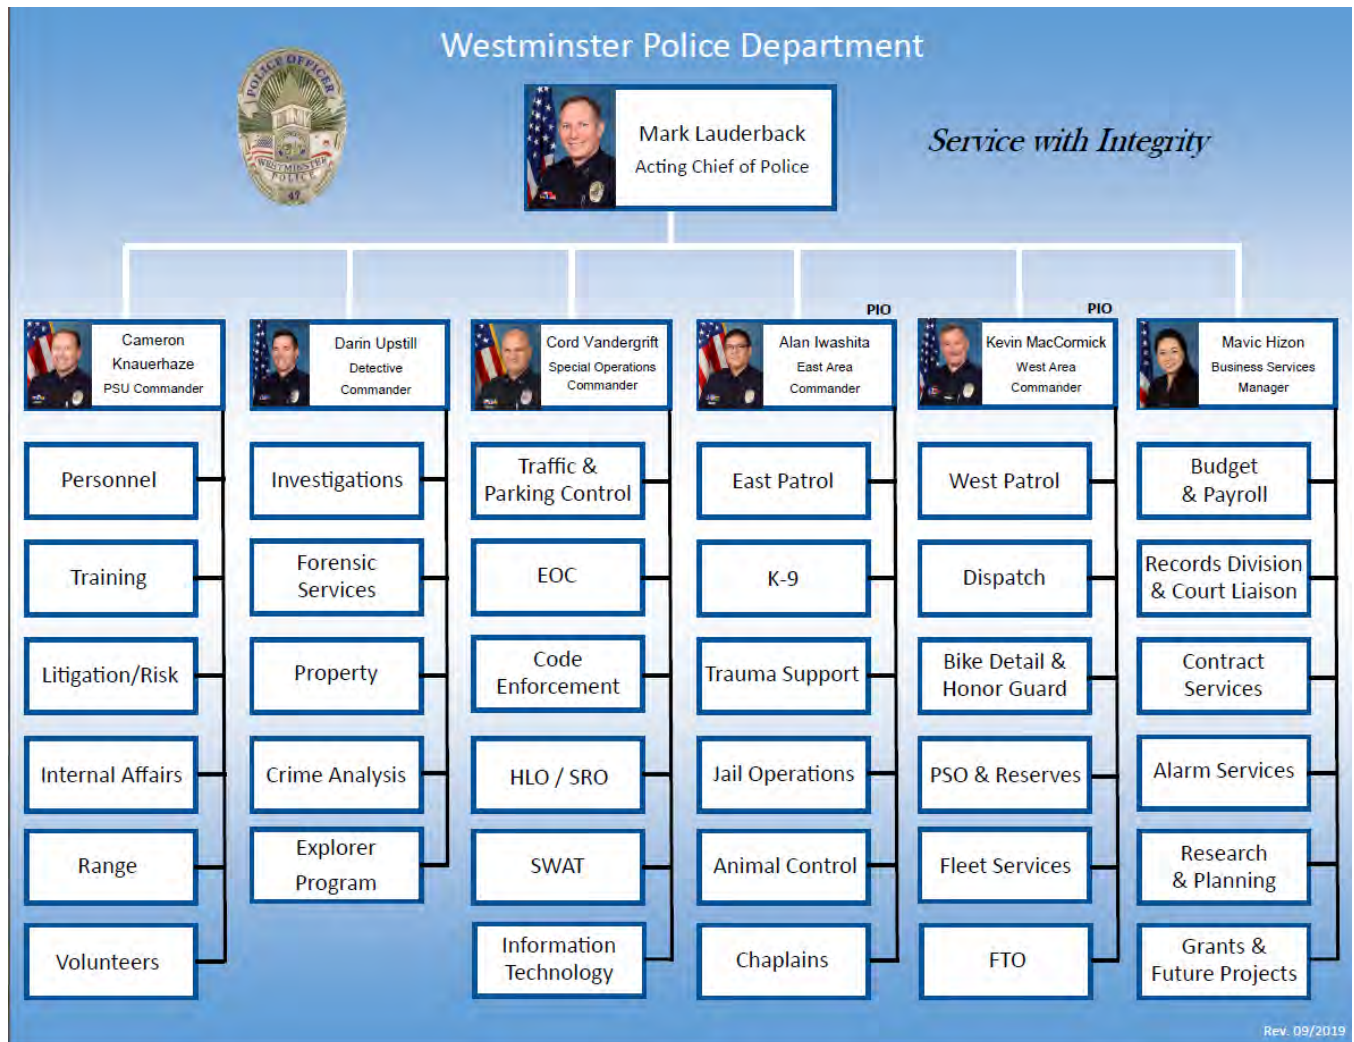 Westminster Police Department
POLICE OFFICER
WESTMINSTER
POLICE
47
Mark Lauderback
Acting Chief of Police
Service with Integrity
PIO
PIO
Cameron
Knauerhaze
PSU Commander
Darin Upstill
Detective
Commander
Cord Vandergrift
Special Operations
Commander
Alan Iwashita
East Area
Commander
Kevin MacCormick
West Area
Commander
Mavic Hizon
Business Services
Manager
Personnel
Investigations
Traffic &
Parking Control
East Patrol
West Patrol
Budget
& Payroll
Training
Forensic
Services
EOC
K-9
Dispatch
Records Division
& Court Liaison
Litigation/Risk
Property
Code
Enforcement
Trauma Support
Bike Detail &
Honor Guard
Contract
Services
Internal Affairs
Crime Analysis
HLO / SRO
Jail Operations
PSO & Reserves
Alarm Services
Range
Explorer
Program
SWAT
Animal Control
Fleet Services
Research
& Planning
Volunteers
Information
Technology
Chaplains
FTO
Grants &
Future Projects
Rev. 09/2019